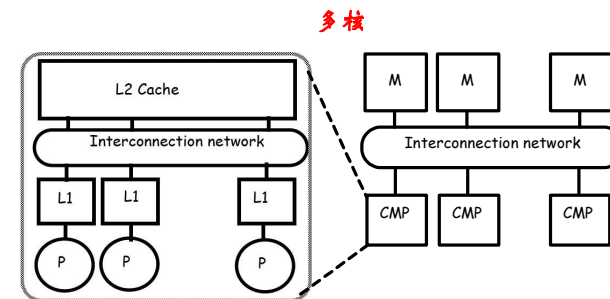 多核
L2 Cache
Interconnection network
L1 L1 L1
P P P
M M M
Interconnection network
CMP CMP CMP